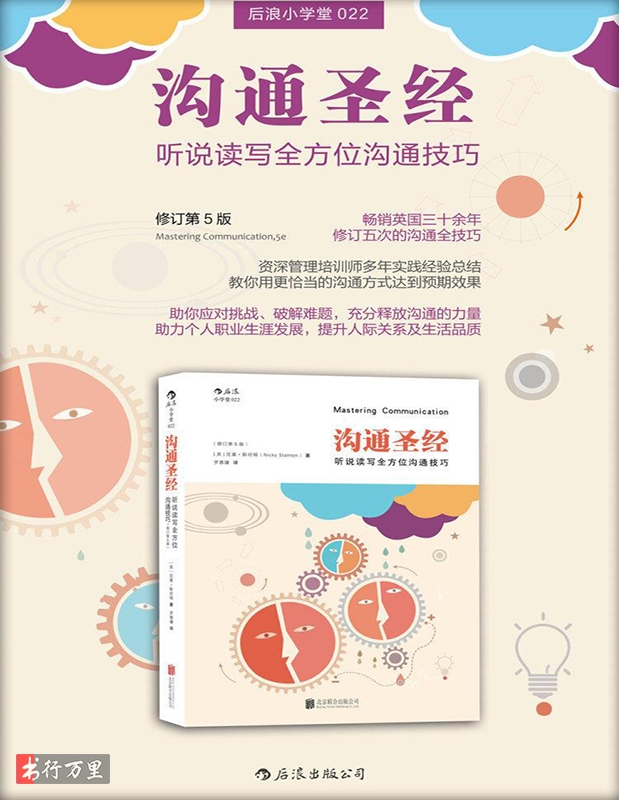 后浪小学堂 022
沟通圣经
听说读写全方位沟通技巧
修订第 5 版
Mastering Communication,5e
畅销英国三十余年
修订五次的沟通全技巧
资深管理培训师多年实践经验总结
教你用更恰当的沟通方式达到预期效果
助你应对挑战、破解难题，充分释放沟通的力量
助力个人职业生涯发展，提升人际关系及生活品质
后浪
小学堂 022
沟通圣经
听说读写全方位
沟通技巧
后浪
小学堂022
Mastering Communication
沟通圣经
（修订第5版）
听说读写全方位沟通技巧
[英] 尼基·斯坦顿（Nicky Stanton）著
罗慕谦 译
北京联合出版公司
书行万里
后浪出版公司